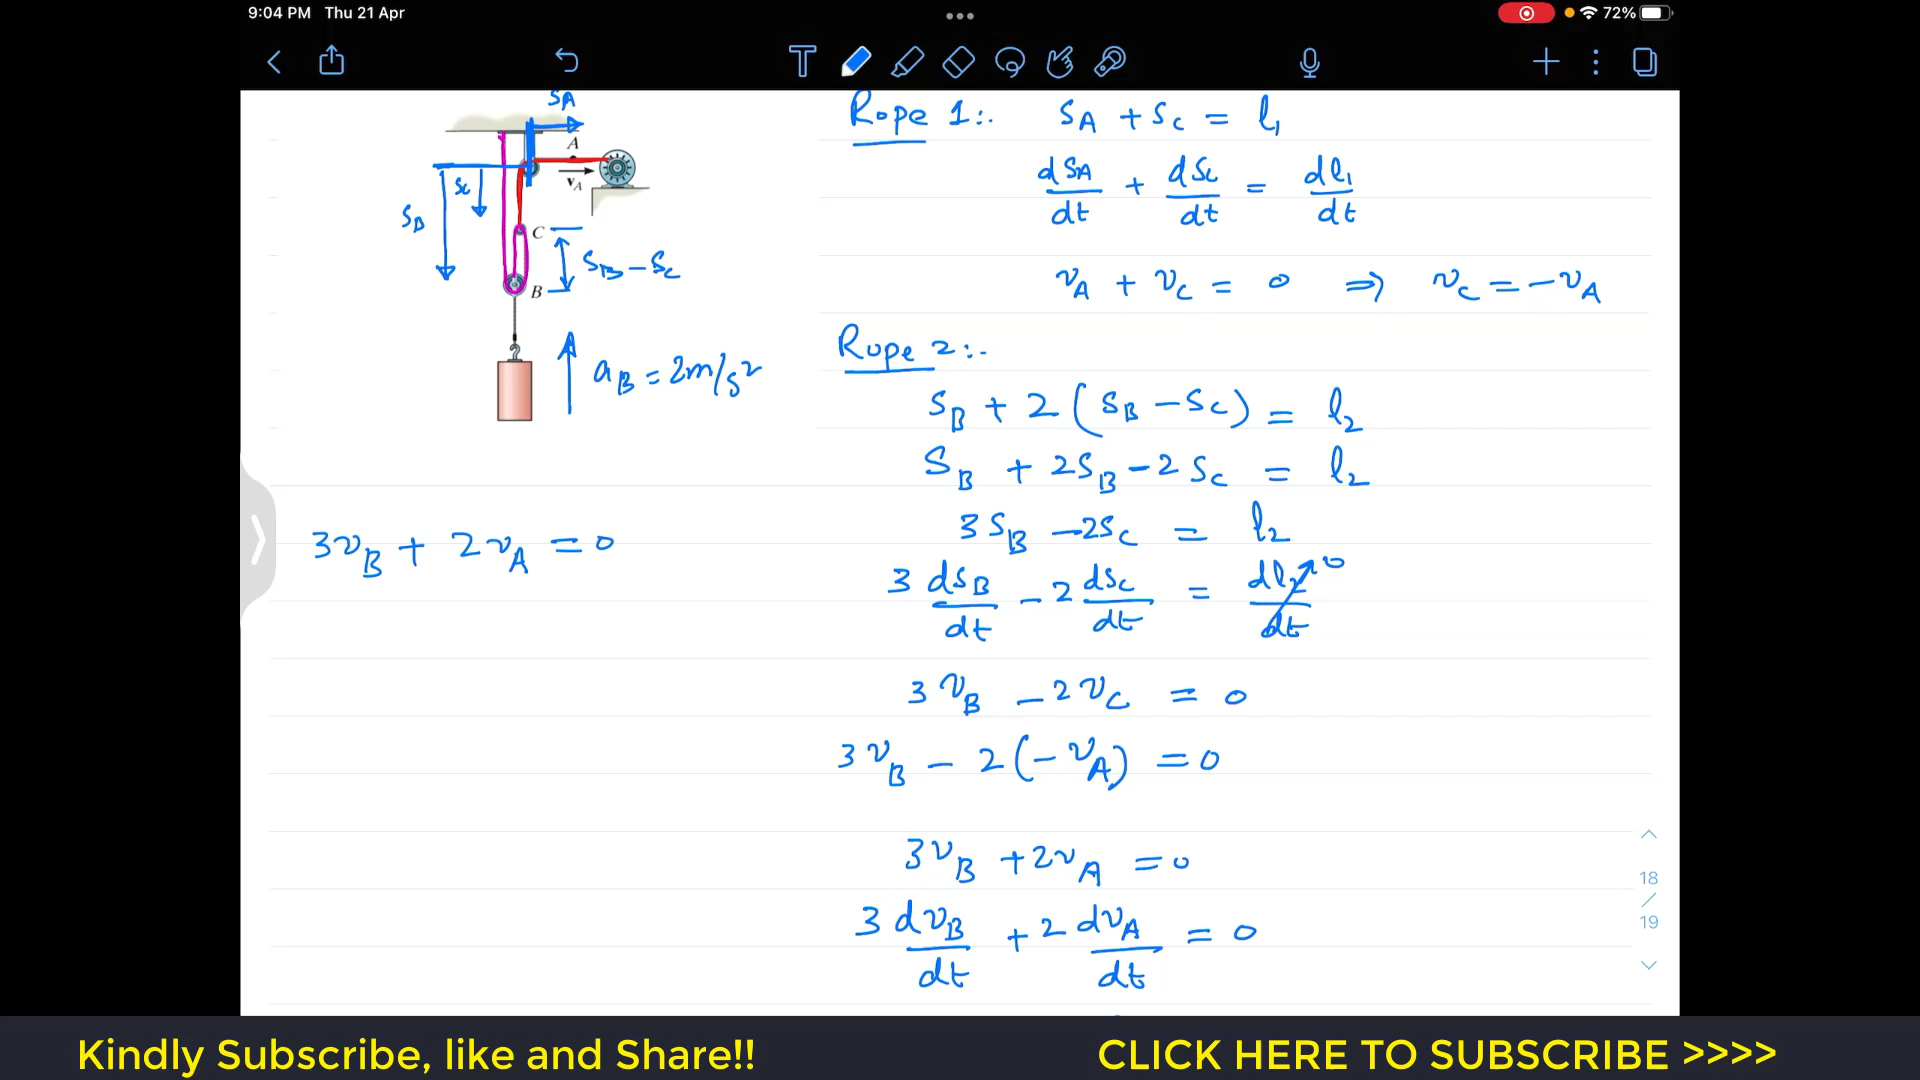 9:04 PM Thu 21 Apr
72%
T
SA
A
vA
Sc
SB
C
SB - Sc
B
aB = 2m/s²
3vB + 2vA = 0
Rope 1:.
SA + Sc = l1
dSA/dt + dSc/dt = dl1/dt
vA + vC = 0 ⇒ vC = -vA
Rope 2:.
SB + 2(SB - Sc) = l2
SB + 2SB - 2Sc = l2
3SB - 2Sc = l2
3 dSB/dt - 2 dSc/dt = dl2/dt 0
3vB - 2vC = 0
3vB - 2(-vA) = 0
3vB + 2vA = 0
3 dvB/dt + 2 dvA/dt = 0
18
/
19
Kindly Subscribe, like and Share!!
CLICK HERE TO SUBSCRIBE >>>>